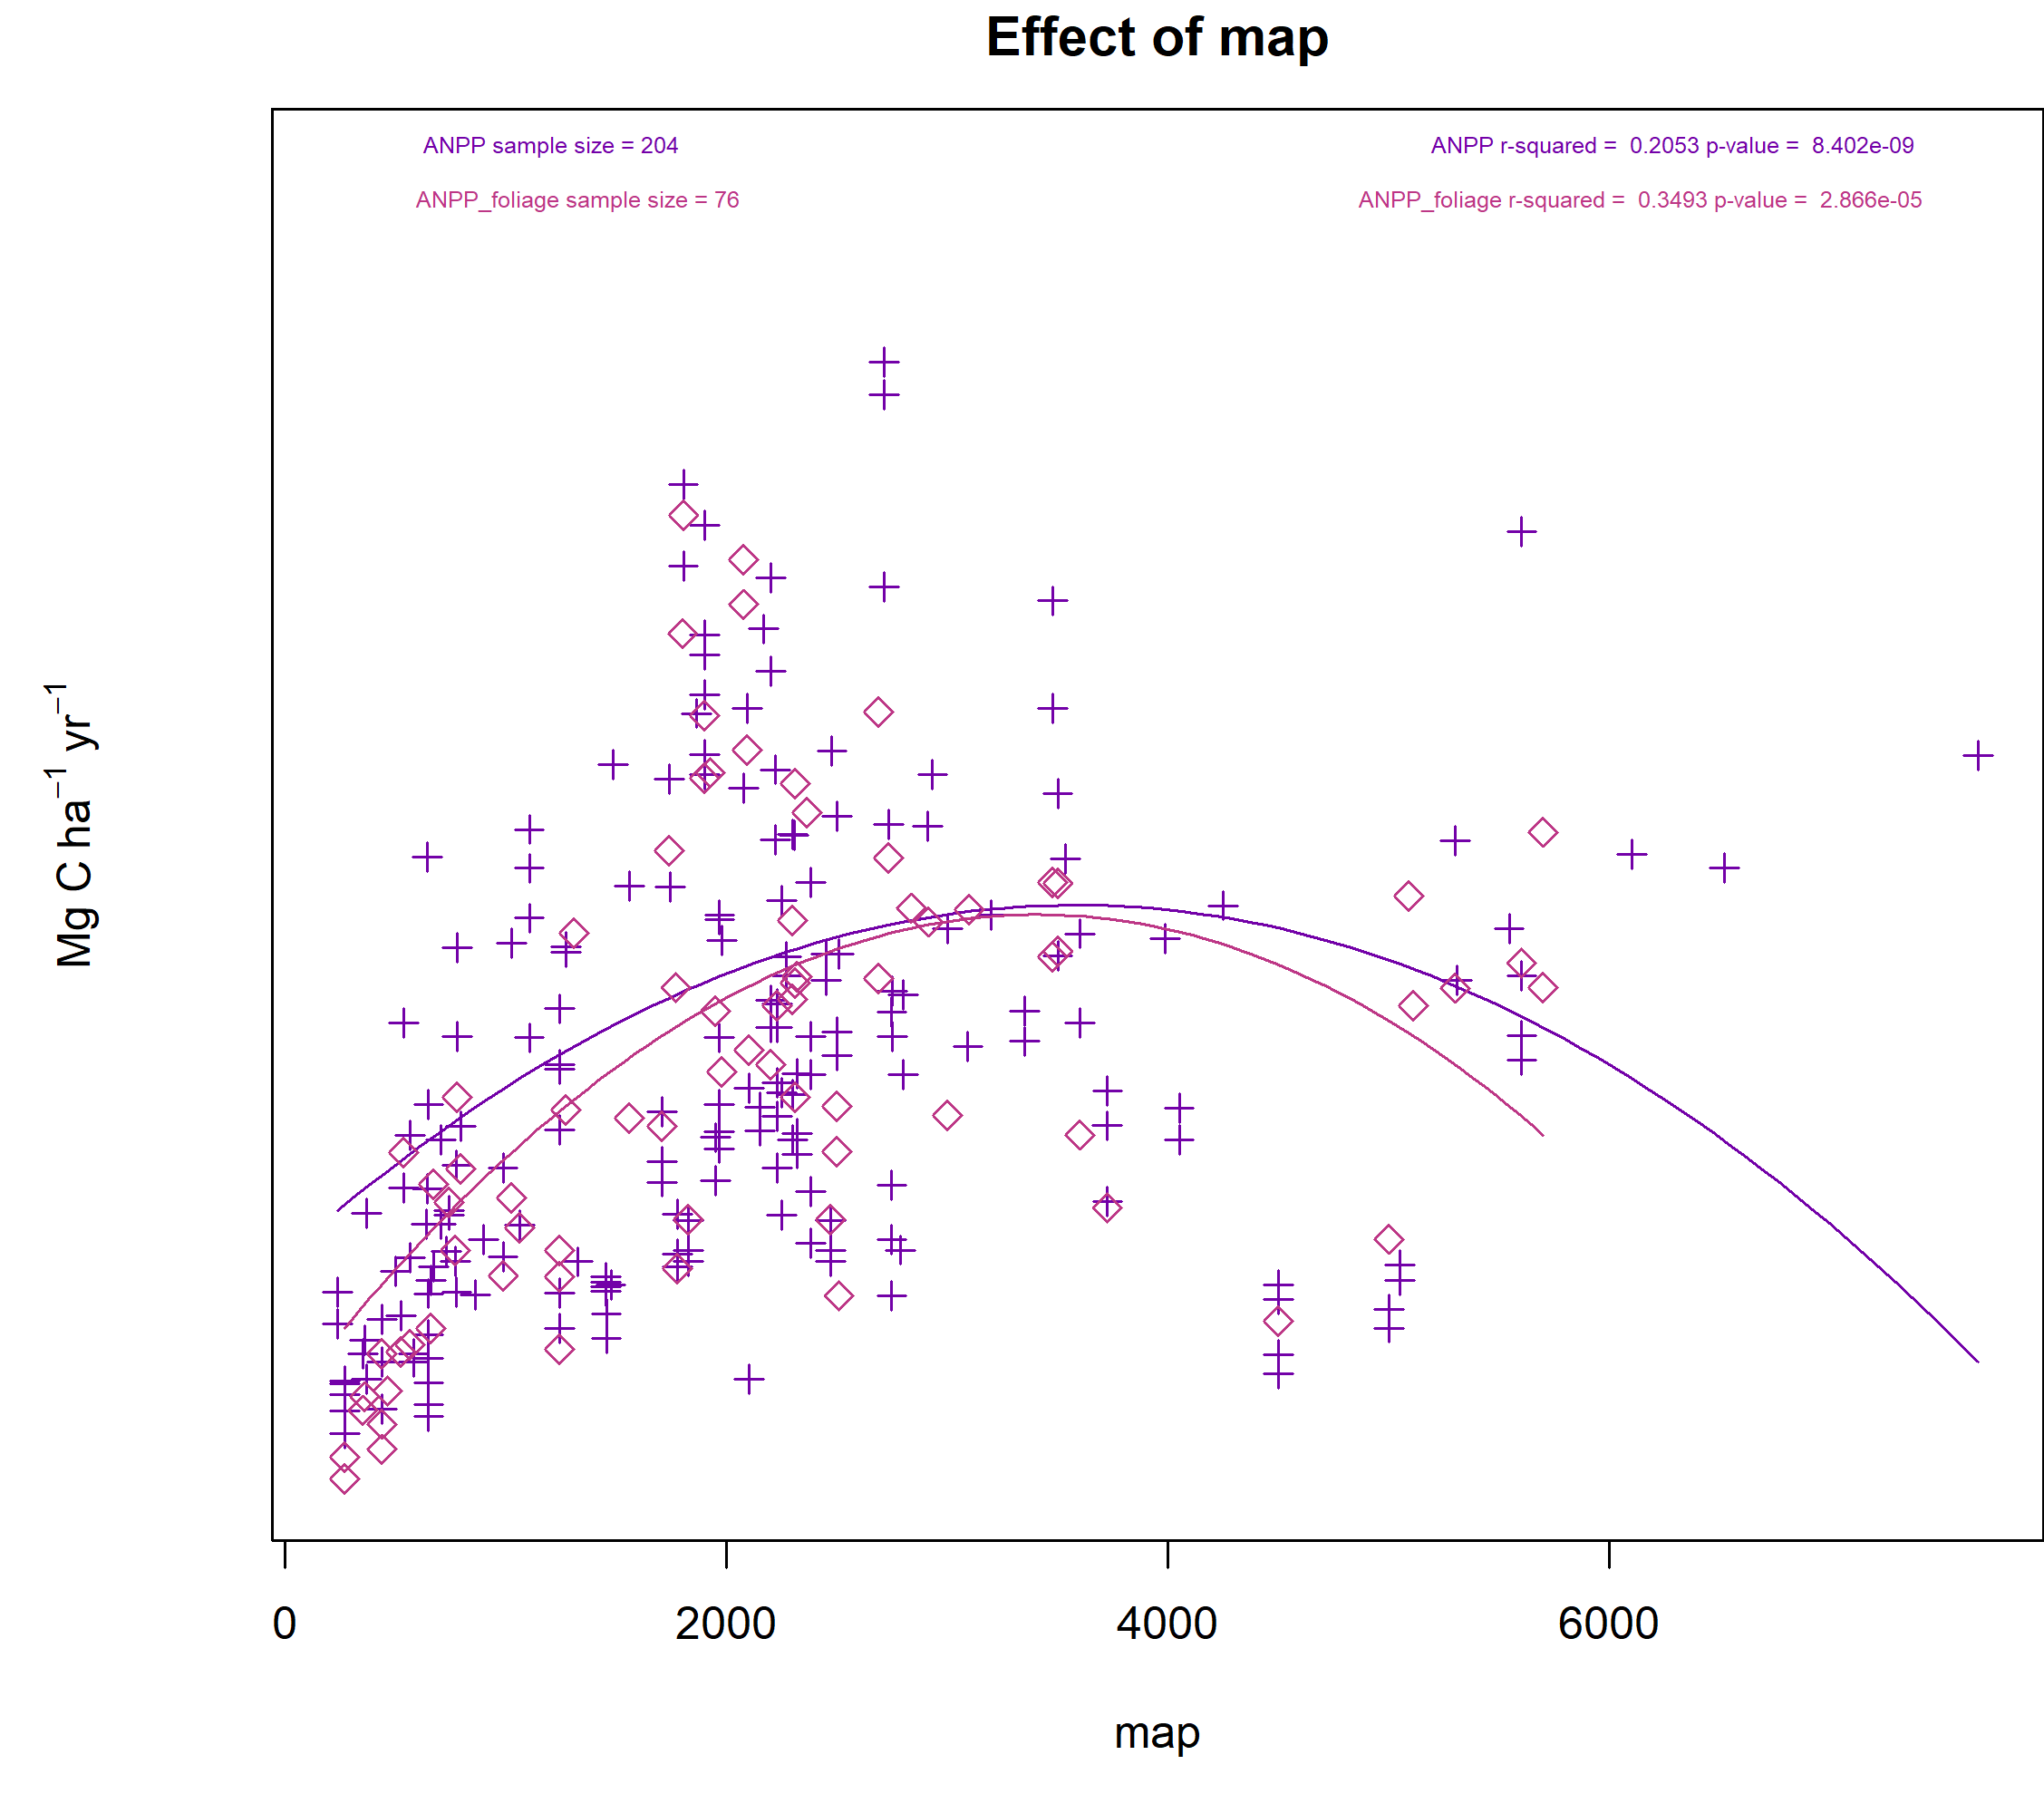 Effect of map
ANPP sample size = 204
ANPP r-squared = 0.2053 p-value = 8.402e-09
ANPP_foliage sample size = 76
ANPP_foliage r-squared = 0.3493 p-value = 2.866e-05
Mg C ha⁻¹ yr⁻¹
0 2000 4000 6000
map